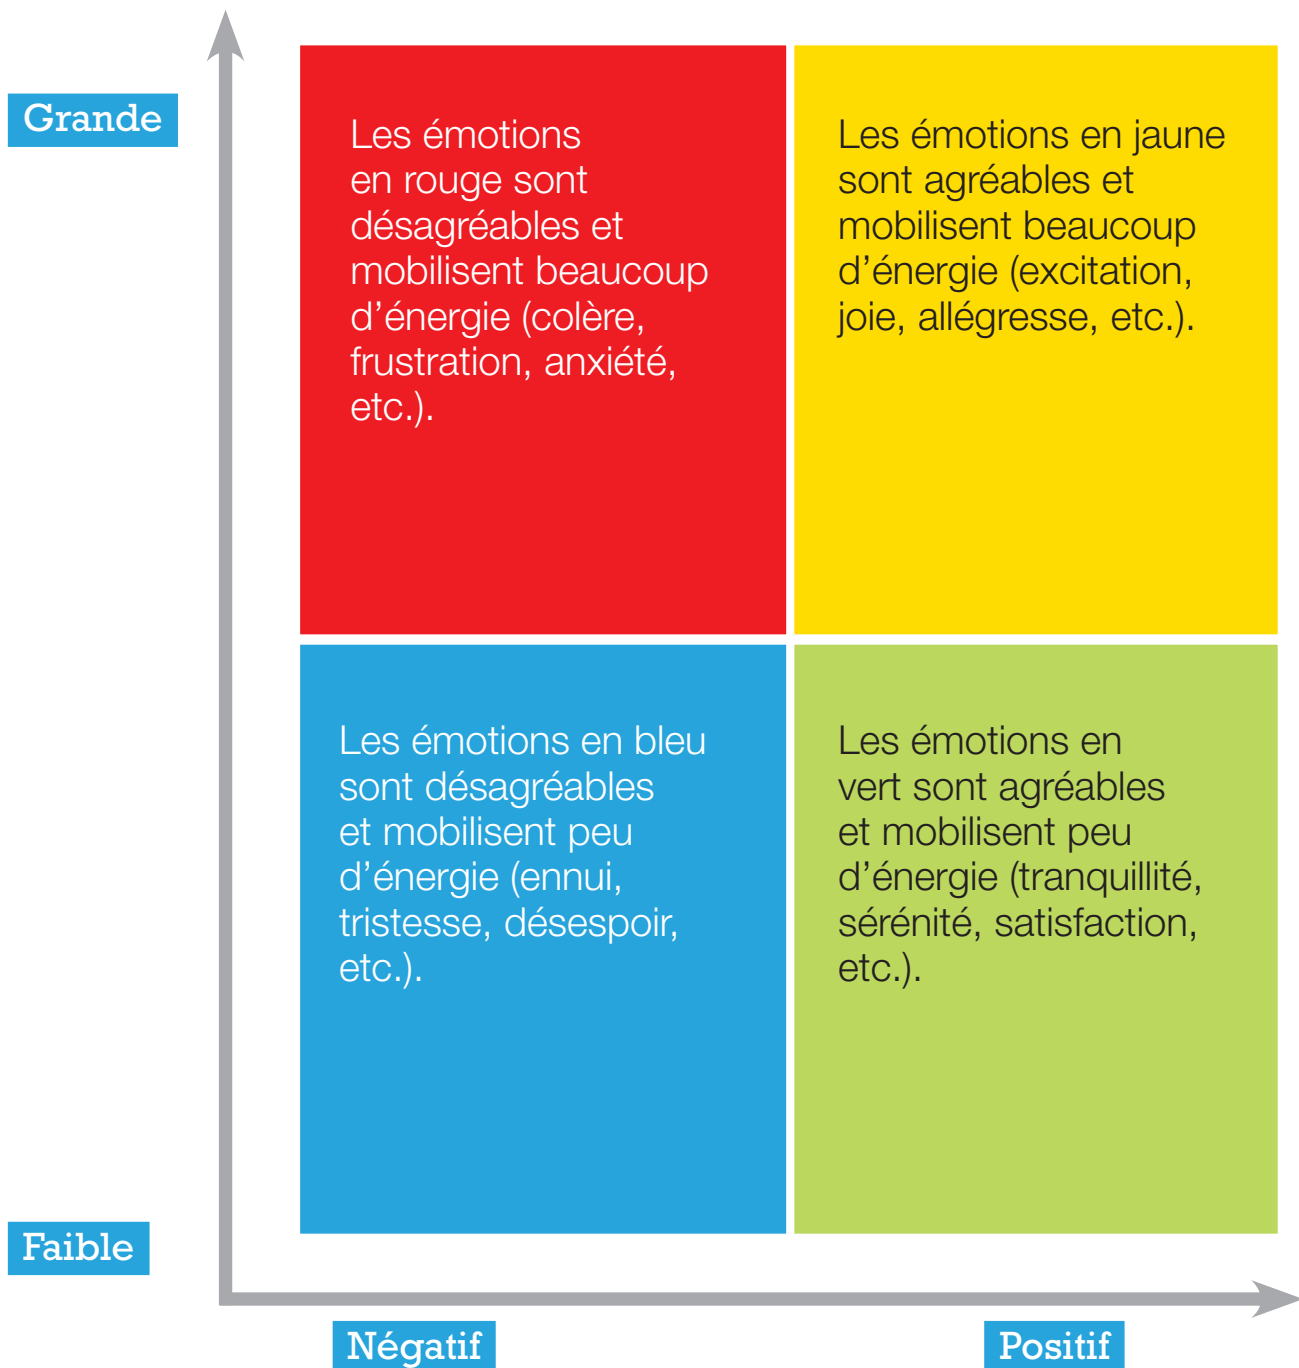 Grande
Les émotions
en rouge sont
désagréables et
mobilisent beaucoup
d’énergie (colère,
frustration, anxiété,
etc.).
Les émotions en jaune
sont agréables et
mobilisent beaucoup
d’énergie (excitation,
joie, allégresse, etc.).
Les émotions en bleu
sont désagréables
et mobilisent peu
d’énergie (ennui,
tristesse, désespoir,
etc.).
Les émotions en
vert sont agréables
et mobilisent peu
d’énergie (tranquillité,
sérénité, satisfaction,
etc.).
Faible
Négatif
Positif